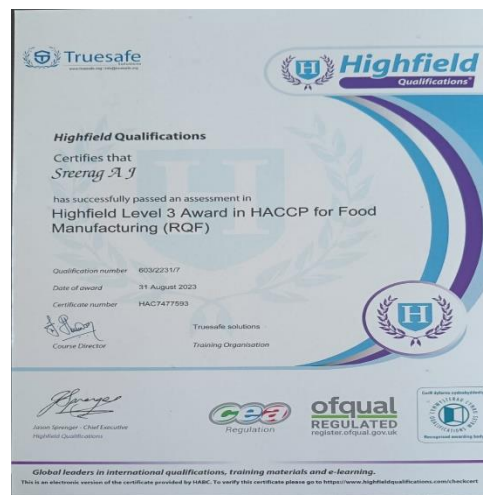 Truesafe
Highfield
Qualifications
Highfield Qualifications
Certifies that
Sreerag A J
has successfully passed an assessment in
Highfield Level 3 Award in HACCP for Food
Manufacturing (RQF)
Qualification number 603/2231/7
Date of award 31 August 2023
Certificate number HAC7477593
Truesafe solutions
Course Director Training Organisation
Jason Sprenger - Chief Executive
Highfield Qualifications
cea
Regulation
ofqual
REGULATED
register.ofqual.gov.uk
Recognised awarding body
Global leaders in international qualifications, training materials and e-learning.
This is an electronic version of the certificate provided by HABC. To verify this certificate please go to https://www.highfieldqualifications.com/checkcert